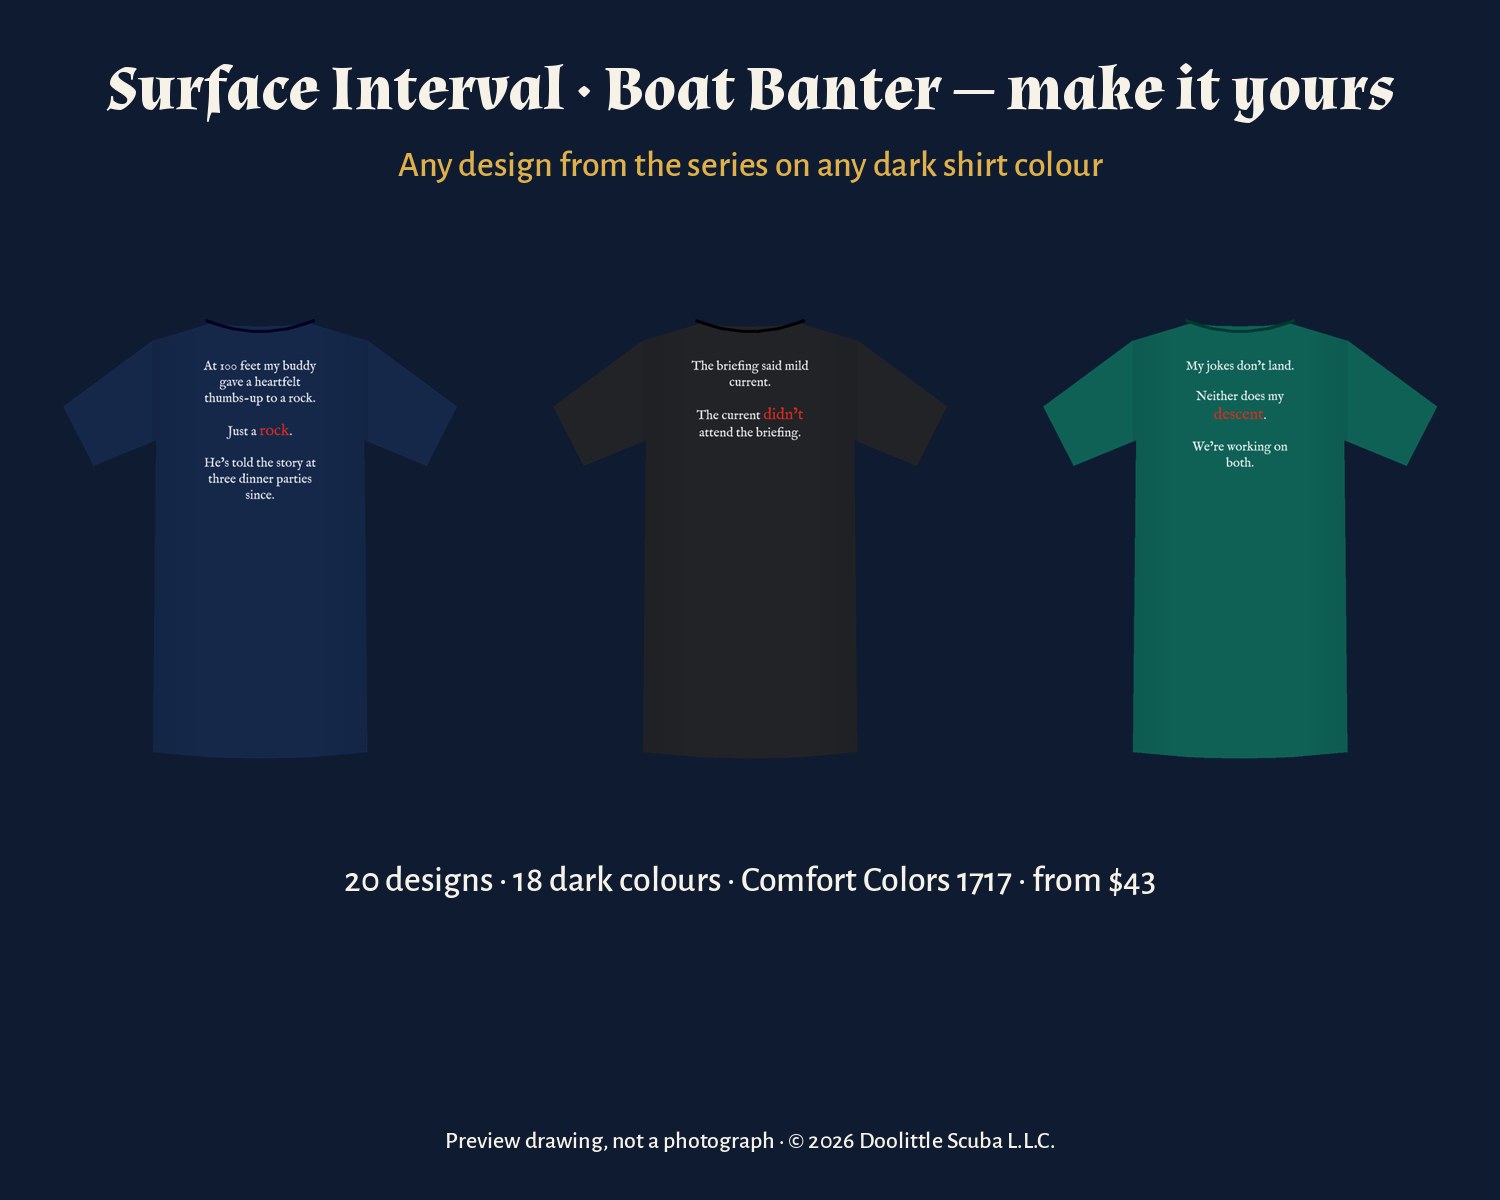 Surface Interval · Boat Banter — make it yours
Any design from the series on any dark shirt colour
At 100 feet my buddy
gave a heartfelt
thumbs-up to a rock.
Just a rock.
He's told the story at
three dinner parties
since.
The briefing said mild
current.
The current didn't
attend the briefing.
My jokes don't land.
Neither does my
descent.
We're working on
both.
20 designs · 18 dark colours · Comfort Colors 1717 · from $43
Preview drawing, not a photograph · © 2026 Doolittle Scuba L.L.C.